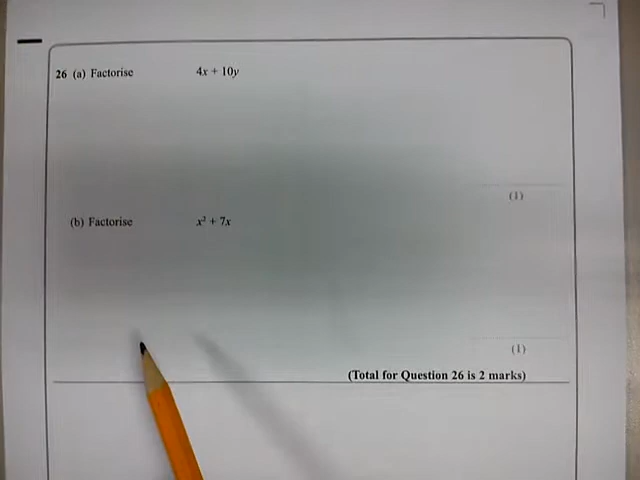 26 (a) Factorise 4x + 10y
(1)
(b) Factorise x² + 7x
(1)
(Total for Question 26 is 2 marks)